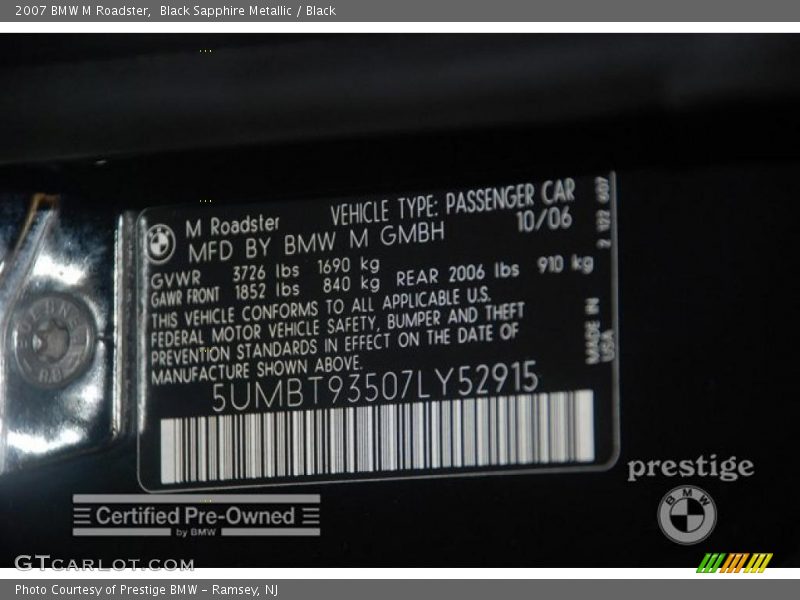 2007 BMW M Roadster, Black Sapphire Metallic / Black
M Roadster VEHICLE TYPE: PASSENGER CAR
MFD BY BMW M GMBH 10/06
GVWR 3726 lbs 1690 kg
GAWR FRONT 1852 lbs 840 kg REAR 2006 lbs 910 kg
THIS VEHICLE CONFORMS TO ALL APPLICABLE U.S.
FEDERAL MOTOR VEHICLE SAFETY, BUMPER AND THEFT
PREVENTION STANDARDS IN EFFECT ON THE DATE OF
MANUFACTURE SHOWN ABOVE.
5UMBT93507LY52915
2 122 607
MADE IN
USA
prestige
BMW
Certified Pre-Owned
by BMW
GTCARLOT.COM
Photo Courtesy of Prestige BMW – Ramsey, NJ